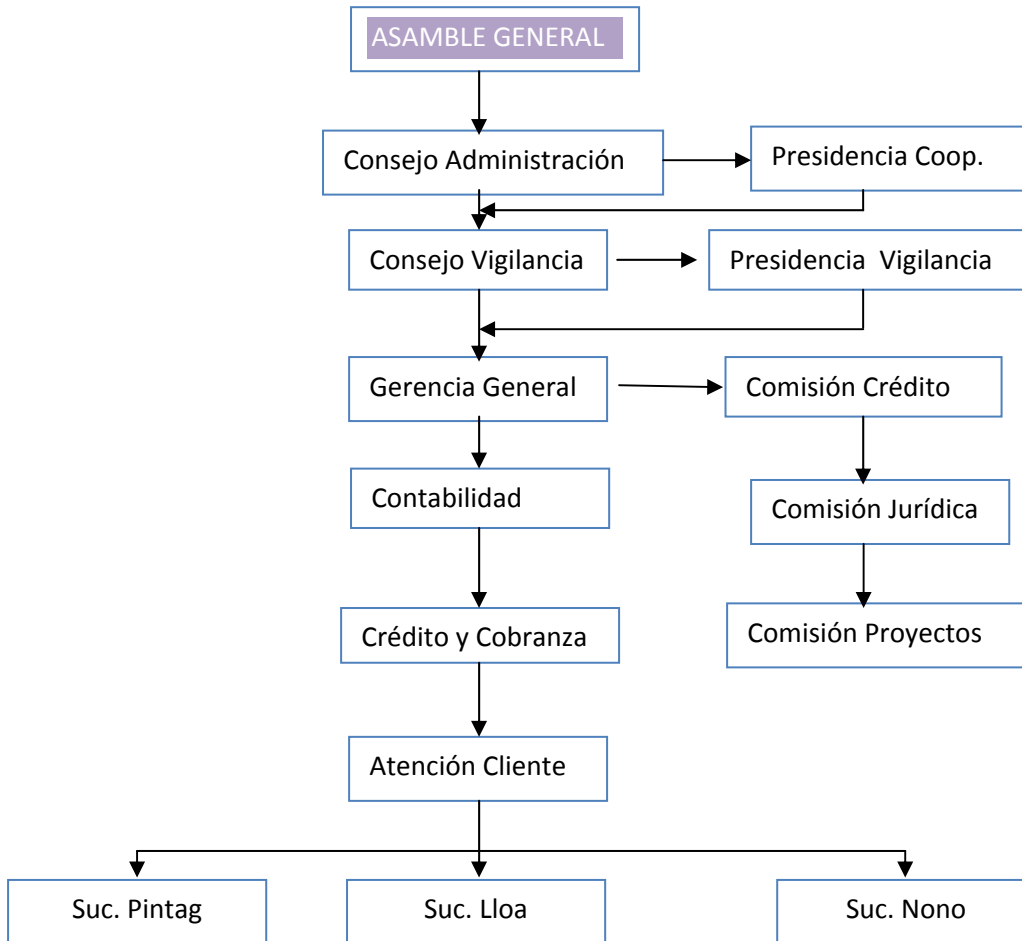 ASAMBLE GENERAL
Consejo Administración
Presidencia Coop.
Consejo Vigilancia
Presidencia Vigilancia
Gerencia General
Comisión Crédito
Contabilidad
Comisión Jurídica
Crédito y Cobranza
Comisión Proyectos
Atención Cliente
Suc. Pintag
Suc. Lloa
Suc. Nono